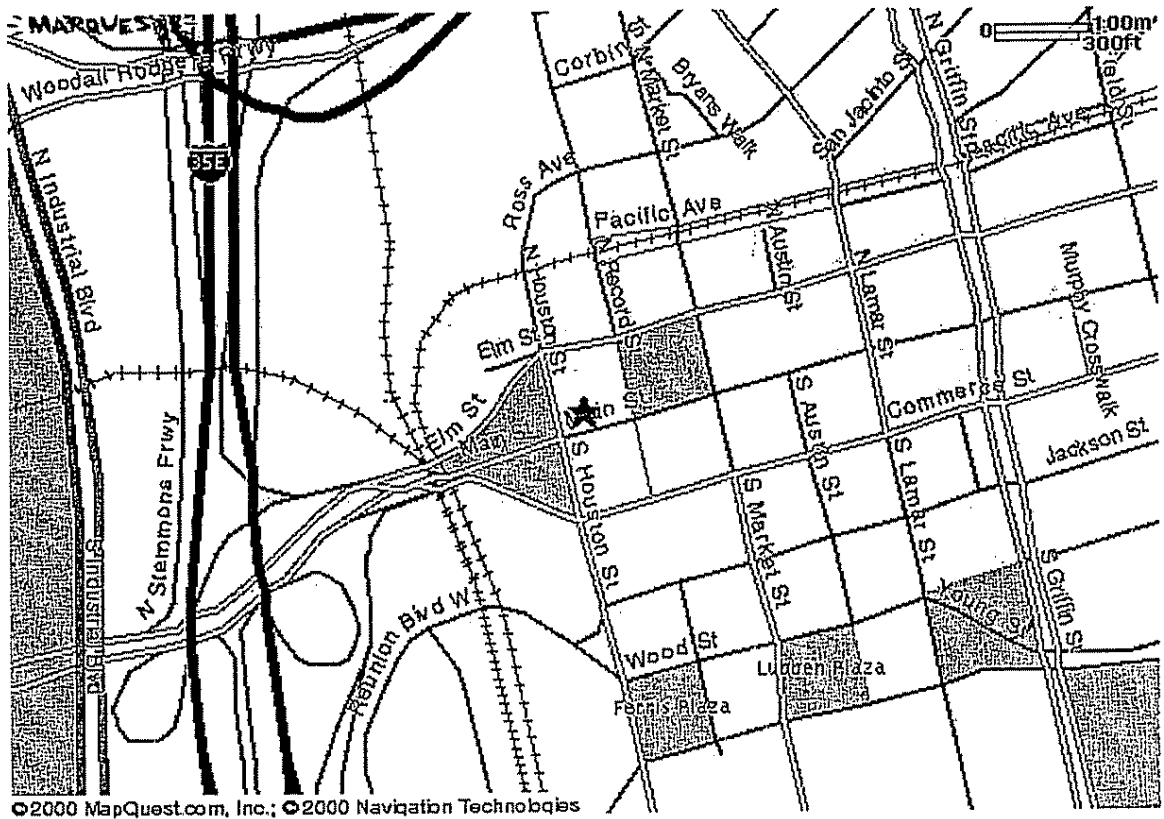 MARQUES
Woodall Rodgers Frwy
35E
N Industrial Blvd
Corbin St
N Market St
Bryans Walk
San Jacinto St
N Griffin St
0
100m
300ft
Field St
Pacific Ave
Ross Ave
Pacific Ave
N Houston St
N Record St
N Austin St
N Lamar St
Murphy Crosswalk
Elm St
Elm St
Main
Main
Commerce St
S Austin St
S Lamar St
Jackson St
S Houston St
S Market St
N Stemmons Frwy
S Industrial Blvd
Reunion Blvd W
Wood St
Young St
S Griffin St
Lubben Plaza
Ferris Plaza
©2000 MapQuest.com, Inc.; ©2000 Navigation Technologies